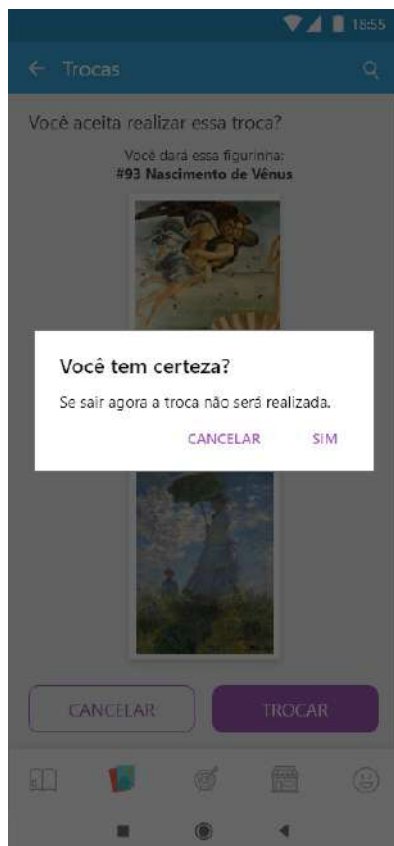 18:55
Trocas
Você aceita realizar essa troca?
Você dará essa figurinha:
#93 Nascimento de Vênus
Você tem certeza?
Se sair agora a troca não será realizada.
CANCELAR SIM
CANCELAR TROCAR